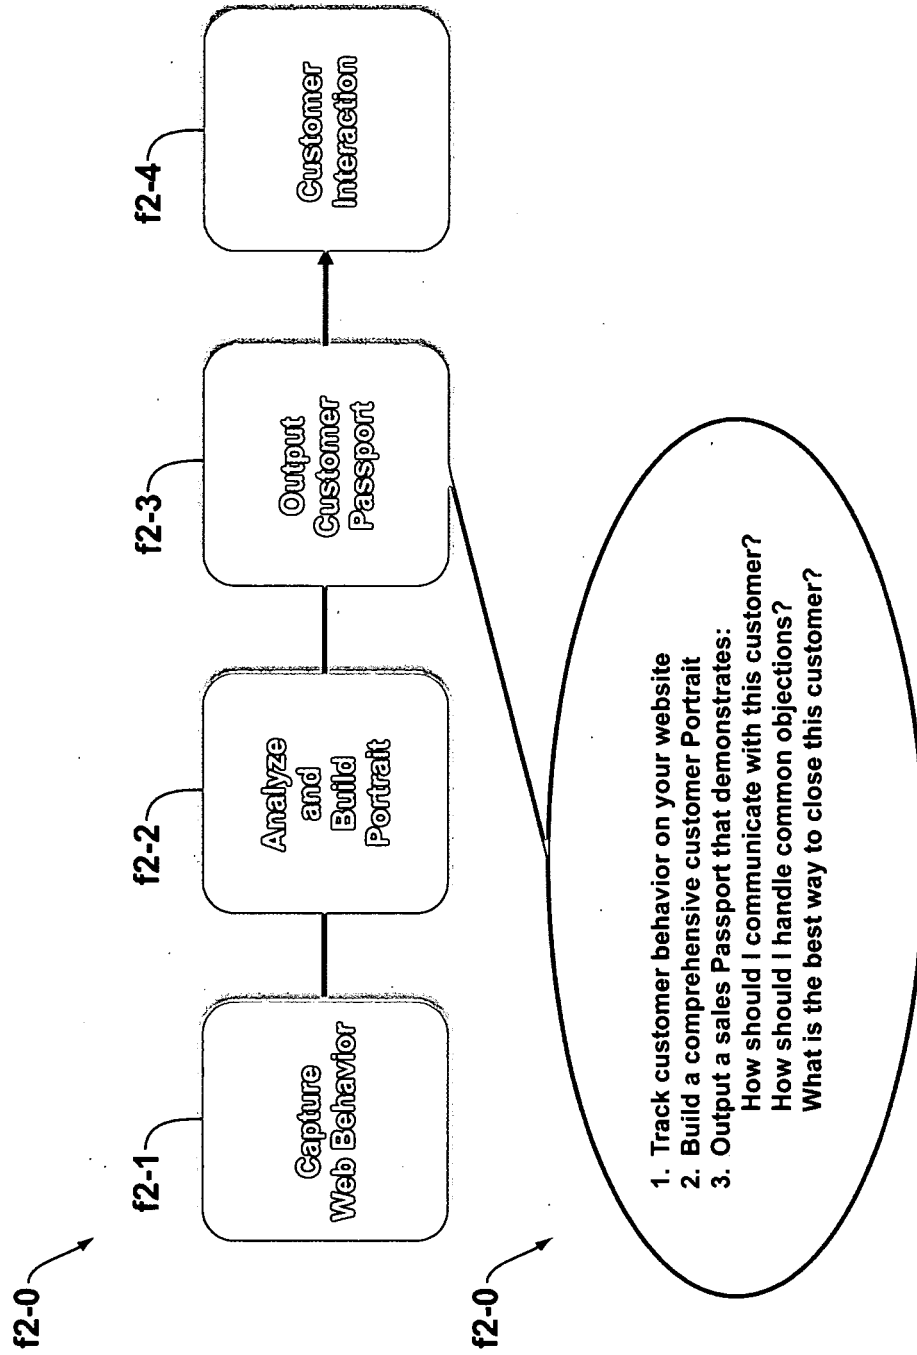 f2-0
f2-1
f2-2
f2-3
f2-4
Capture
Web Behavior
Analyze
and
Build
Portrait
Output
Customer
Passport
Customer
Interaction
f2-0
1. Track customer behavior on your website
2. Build a comprehensive customer Portrait
3. Output a sales Passport that demonstrates:
How should I communicate with this customer?
How should I handle common objections?
What is the best way to close this customer?